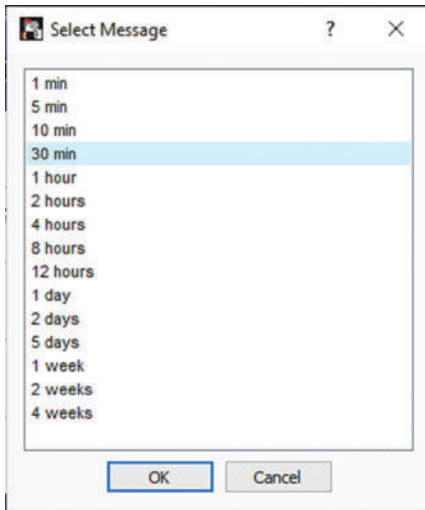 Select Message ?
1 min
5 min
10 min
30 min
1 hour
2 hours
4 hours
8 hours
12 hours
1 day
2 days
5 days
1 week
2 weeks
4 weeks
OK Cancel